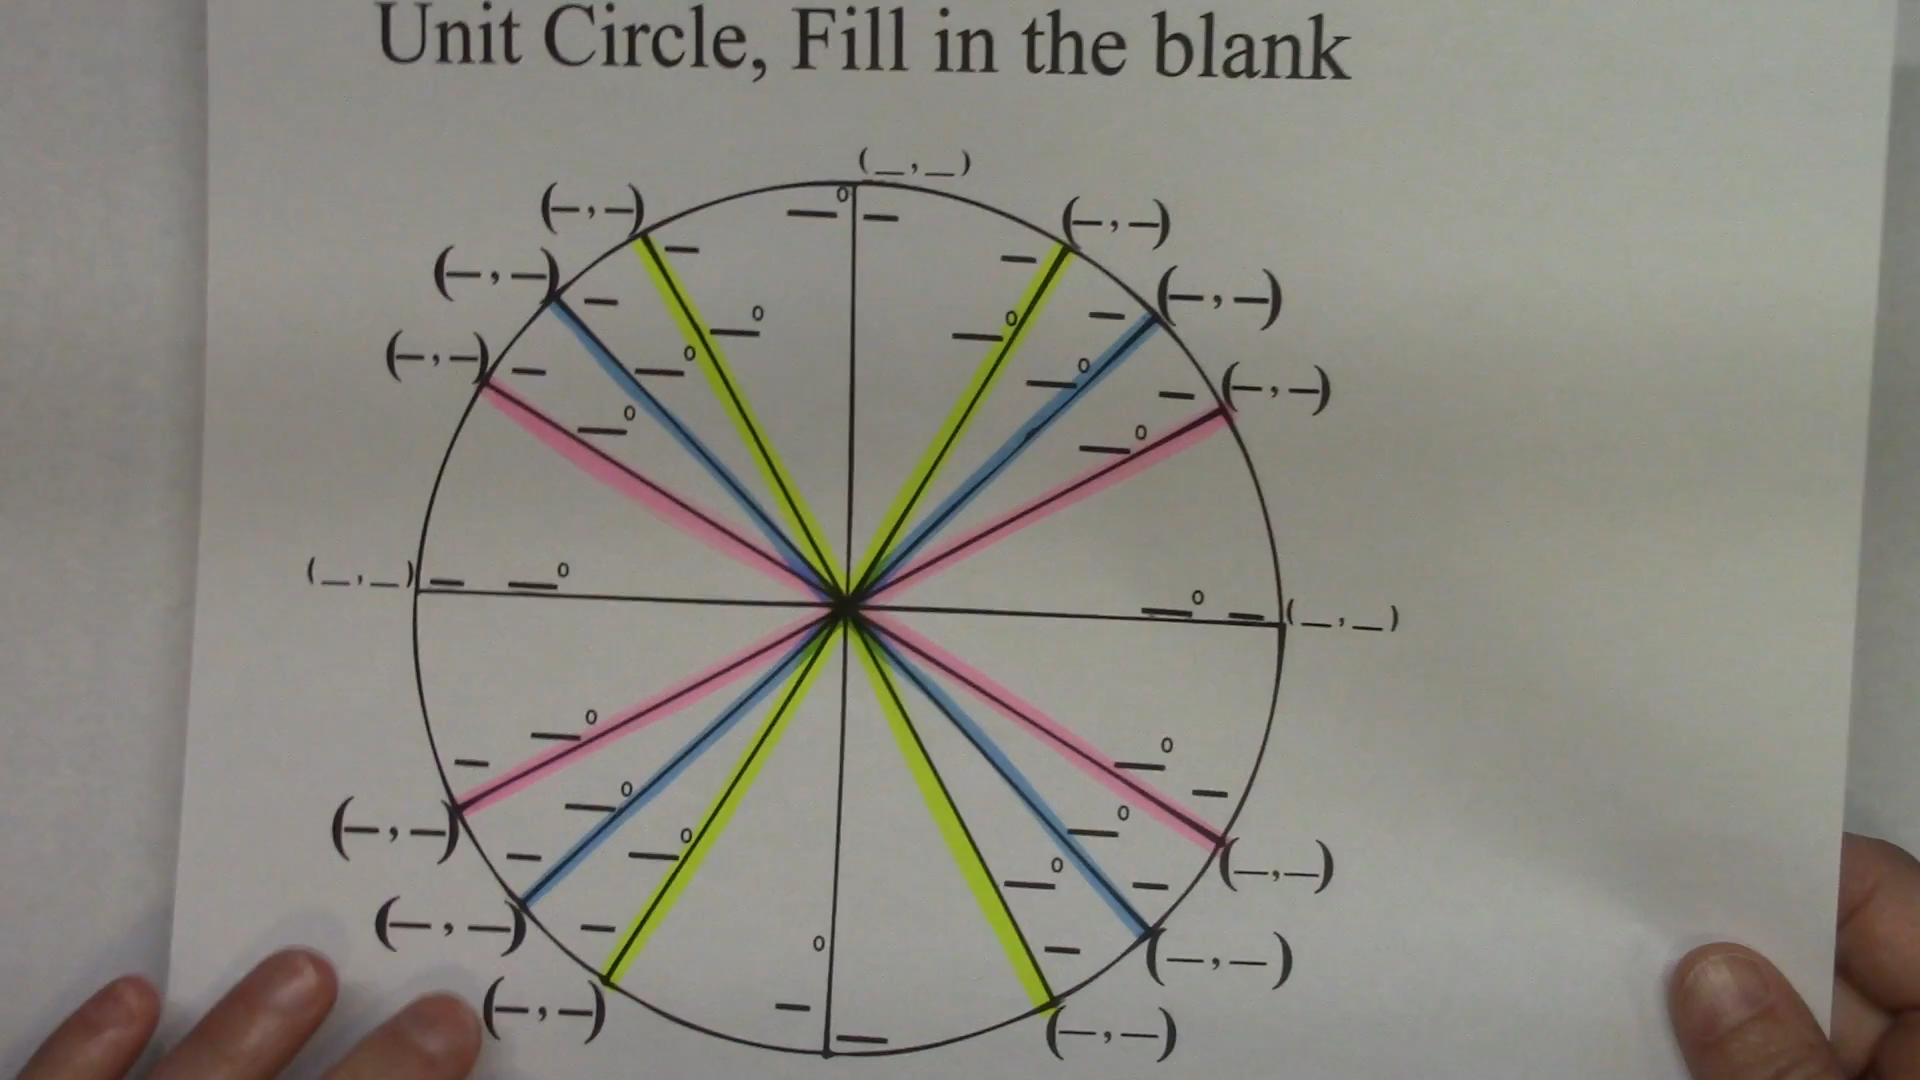 Unit Circle, Fill in the blank
(_,_)
(_,_) (_,_)
_° _
_ _
(_,_) (_,_)
_ _
_° _°
(_,_) (_,_)
_ _° _° _
_° _°
(_,_) _ _° _° _ (_,_)
_° _°
_ _
_° _°
(_,_) _° _° (_,_)
_ _° _
(_,_) (_,_)
_ ° _
(_,_) _ (_,_)
_